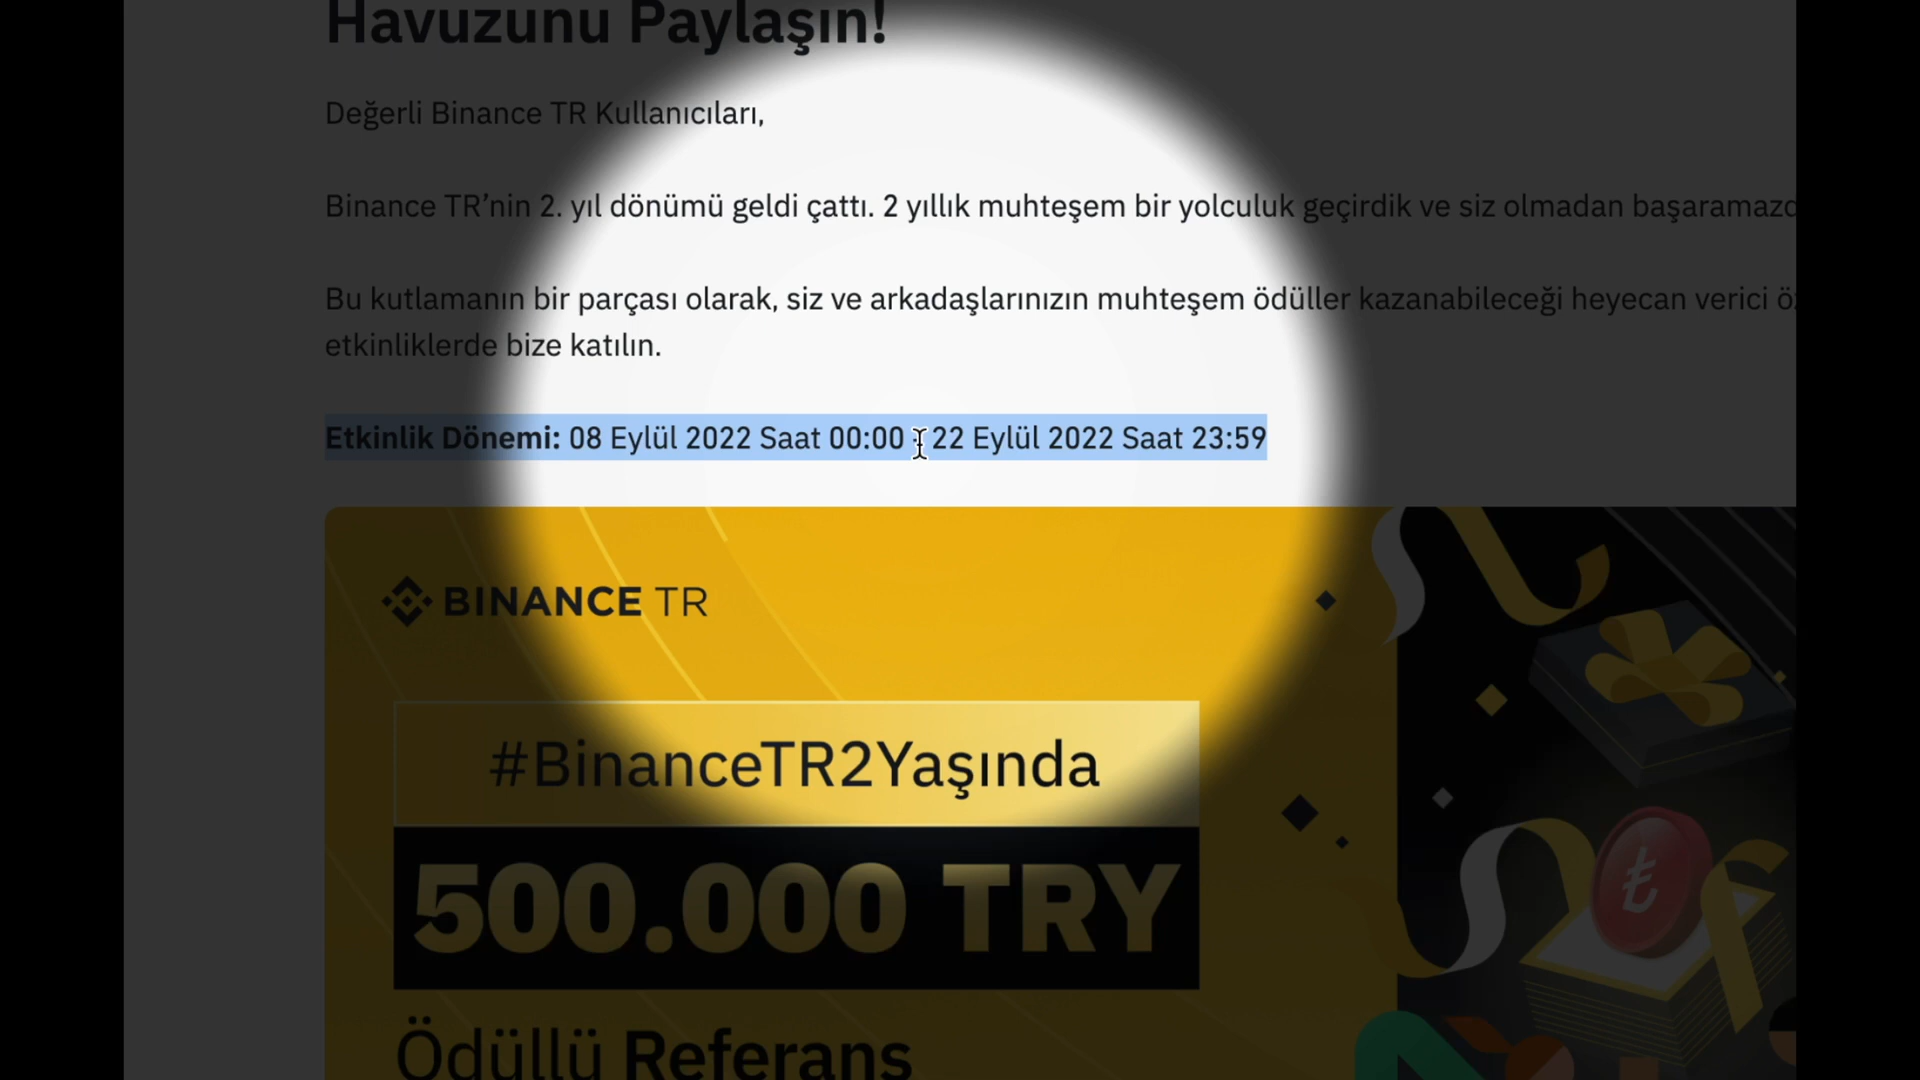 Havuzunu Paylaşın!
Değerli Binance TR Kullanıcıları,
Binance TR’nin 2. yıl dönümü geldi çattı. 2 yıllık muhteşem bir yolculuk geçirdik ve siz olmadan
Bu kutlamanın bir parçası olarak, siz ve arkadaşlarınızın muhteşem ödüller kazanabileceği heyecan verici
etkinliklerde bize katılın.
Etkinlik Dönemi: 08 Eylül 2022 Saat 00:00 - 22 Eylül 2022 Saat 23:59
BINANCE TR
#BinanceTR2Yaşında
500.000 TRY
Ödüllü Referans